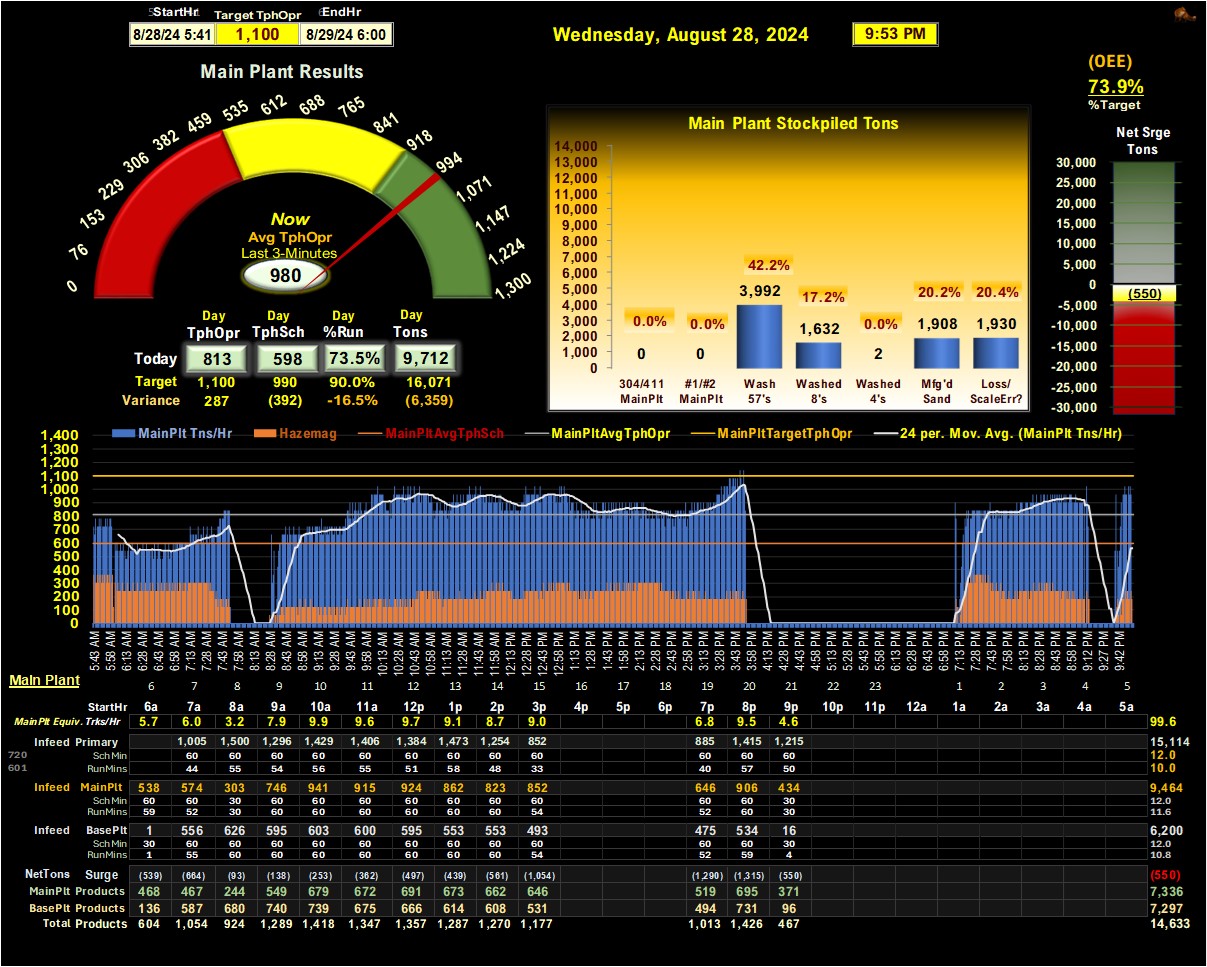 StartHr Target TphOpr EndHr
8/28/24 5:41 1,100 8/29/24 6:00
Wednesday, August 28, 2024 9:53 PM
Main Plant Results
(OEE)
73.9%
%Target
0 76 153 229 306 382 459 535 612 688 765 841 918 994 1,071 1,147 1,224 1,300
Now
Avg TphOpr
Last 3-Minutes
980
Day Day Day Day
TphOpr TphSch %Run Tons
Today 813 598 73.5% 9,712
Target 1,100 990 90.0% 16,071
Variance 287 (392) -16.5% (6,359)
Main Plant Stockpiled Tons
14,000
13,000
12,000
11,000
10,000
9,000
8,000
7,000
6,000
5,000
4,000
3,000
2,000
1,000
0
0.0% 0.0% 42.2% 17.2% 0.0% 20.2% 20.4%
0 0 3,992 1,632 2 1,908 1,930
304/411 #1/#2 Wash Washed Washed Mfg'd Loss/
MainPlt MainPlt 57's 8's 4's Sand ScaleErr?
Net Srge
Tons
30,000
25,000
20,000
15,000
10,000
5,000
0
(550)
-5,000
-10,000
-15,000
-20,000
-25,000
-30,000
MainPlt Tns/Hr Hazemag MainPltAvgTphSch MainPltAvgTphOpr MainPltTargetTphOpr 24 per. Mov. Avg. (MainPlt Tns/Hr)
1,400
1,300
1,200
1,100
1,000
900
800
700
600
500
400
300
200
100
0
5:43 AM 5:58 AM 6:13 AM 6:28 AM 6:43 AM 6:58 AM 7:13 AM 7:28 AM 7:43 AM 7:58 AM 8:13 AM 8:28 AM 8:43 AM 8:58 AM 9:10 AM 9:25 AM 9:40 AM 9:58 AM 10:13 AM 10:28 AM 10:43 AM 10:58 AM 11:13 AM 11:28 AM 11:43 AM 11:58 AM 12:13 PM 12:28 PM 12:43 PM 12:58 PM 1:13 PM 1:28 PM 1:43 PM 1:58 PM 2:13 PM 2:28 PM 2:43 PM 2:58 PM 3:13 PM 3:28 PM 3:43 PM 3:58 PM 4:13 PM 4:28 PM 4:43 PM 4:58 PM 5:13 PM 5:28 PM 5:43 PM 5:58 PM 6:13 PM 6:28 PM 6:43 PM 6:58 PM 7:13 PM 7:28 PM 7:43 PM 7:58 PM 8:13 PM 8:28 PM 8:43 PM 8:58 PM 9:12 PM 9:27 PM 9:42 PM
Main Plant 6 7 8 9 10 11 12 13 14 15 16 17 18 19 20 22 23 1 2 3 4 5
StartHr 6a 7a 8a 9a 10a 11a 12p 1p 2p 3p 4p 5p 6p 7p 8p 9p 10p 11p 12a 1a 2a 3a 4a 5a
MainPlt Equiv. Trks/Hr 5.7 6.0 3.2 7.9 9.9 9.6 9.7 9.1 8.7 9.0 6.8 9.5 4.6 99.6
Infeed Primary 1,005 1,500 1,296 1,429 1,406 1,384 1,473 1,254 852 885 1,415 1,215 15,114
720 Sch Min 60 60 60 60 60 60 60 60 60 60 60 60 12.0
601 RunMins 44 55 54 56 55 51 58 48 33 40 57 50 10.0
Infeed MainPlt 538 574 303 746 941 915 924 862 823 852 646 906 434 9,464
Sch Min 60 60 30 60 60 60 60 60 60 60 60 60 30 12.0
RunMins 59 52 30 60 60 60 60 60 60 54 52 60 30 11.6
Infeed BasePlt 1 556 626 595 603 600 595 553 553 493 475 534 16 6,200
Sch Min 30 60 60 60 60 60 60 60 60 60 60 60 30 12.0
RunMins 1 55 60 60 60 60 60 60 60 54 52 59 4 10.8
NetTons Surge (539) (664) (93) (138) (253) (362) (497) (439) (561) (1,054) (1,290) (1,315) (550) (550)
MainPlt Products 468 467 244 549 679 672 691 673 662 646 519 695 371 7,336
BasePlt Products 136 587 680 740 739 675 666 614 608 531 494 731 96 7,297
Total Products 604 1,054 924 1,289 1,418 1,347 1,357 1,287 1,270 1,177 1,013 1,426 467 14,633